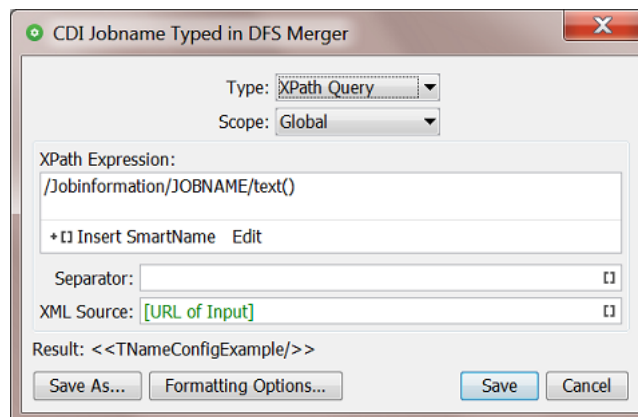 CDI Jobname Typed in DFS Merger
Type: XPath Query
Scope: Global
XPath Expression:
/Jobinformation/JOBNAME/text()
+[] Insert SmartName Edit
Separator: []
XML Source: [URL of Input] []
Result: <<TNameConfigExample/>>
Save As... Formatting Options... Save Cancel